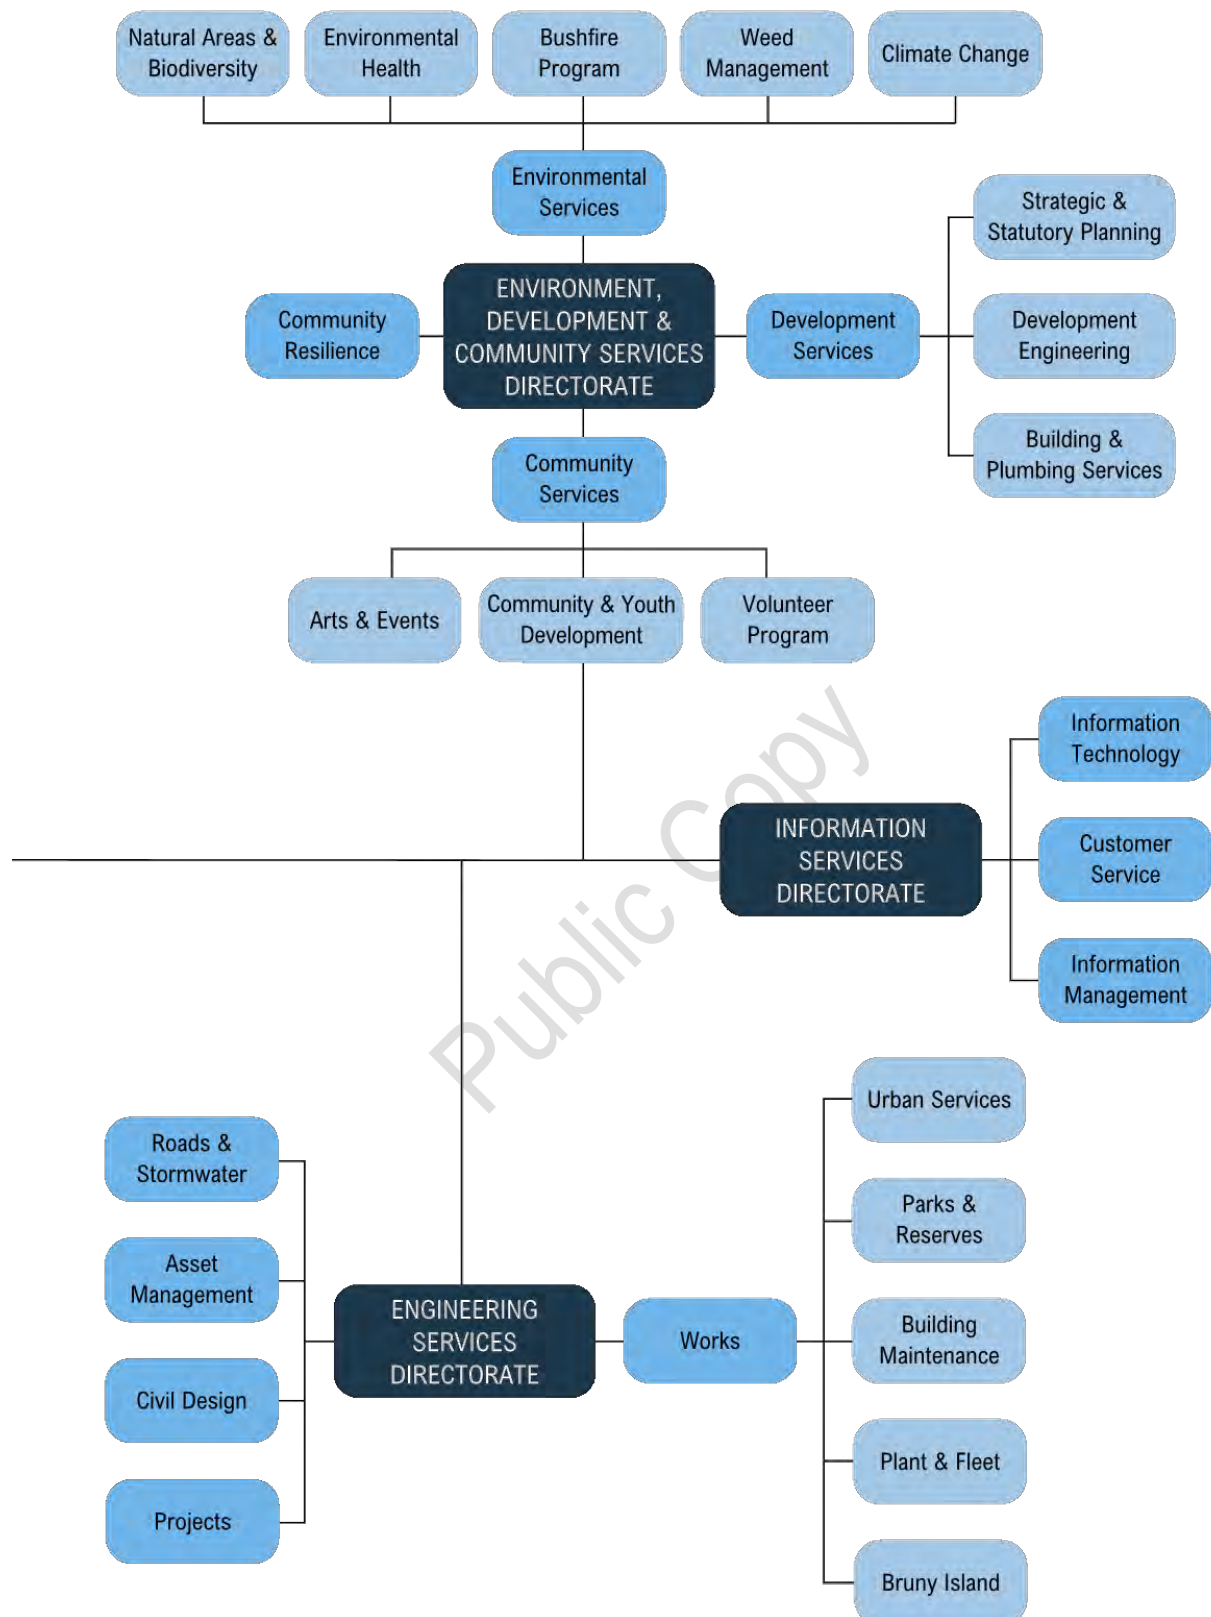 Natural Areas &
Biodiversity
Environmental
Health
Bushfire
Program
Weed
Management
Climate Change
Environmental
Services
Strategic &
Statutory Planning
ENVIRONMENT,
DEVELOPMENT &
COMMUNITY SERVICES
DIRECTORATE
Community
Resilience
Development
Services
Development
Engineering
Building &
Plumbing Services
Community
Services
Arts & Events
Community & Youth
Development
Volunteer
Program
Information
Technology
INFORMATION
SERVICES
DIRECTORATE
Customer
Service
Information
Management
Public Copy
Urban Services
Roads &
Stormwater
Parks &
Reserves
Asset
Management
ENGINEERING
SERVICES
DIRECTORATE
Works
Building
Maintenance
Civil Design
Plant & Fleet
Projects
Bruny Island